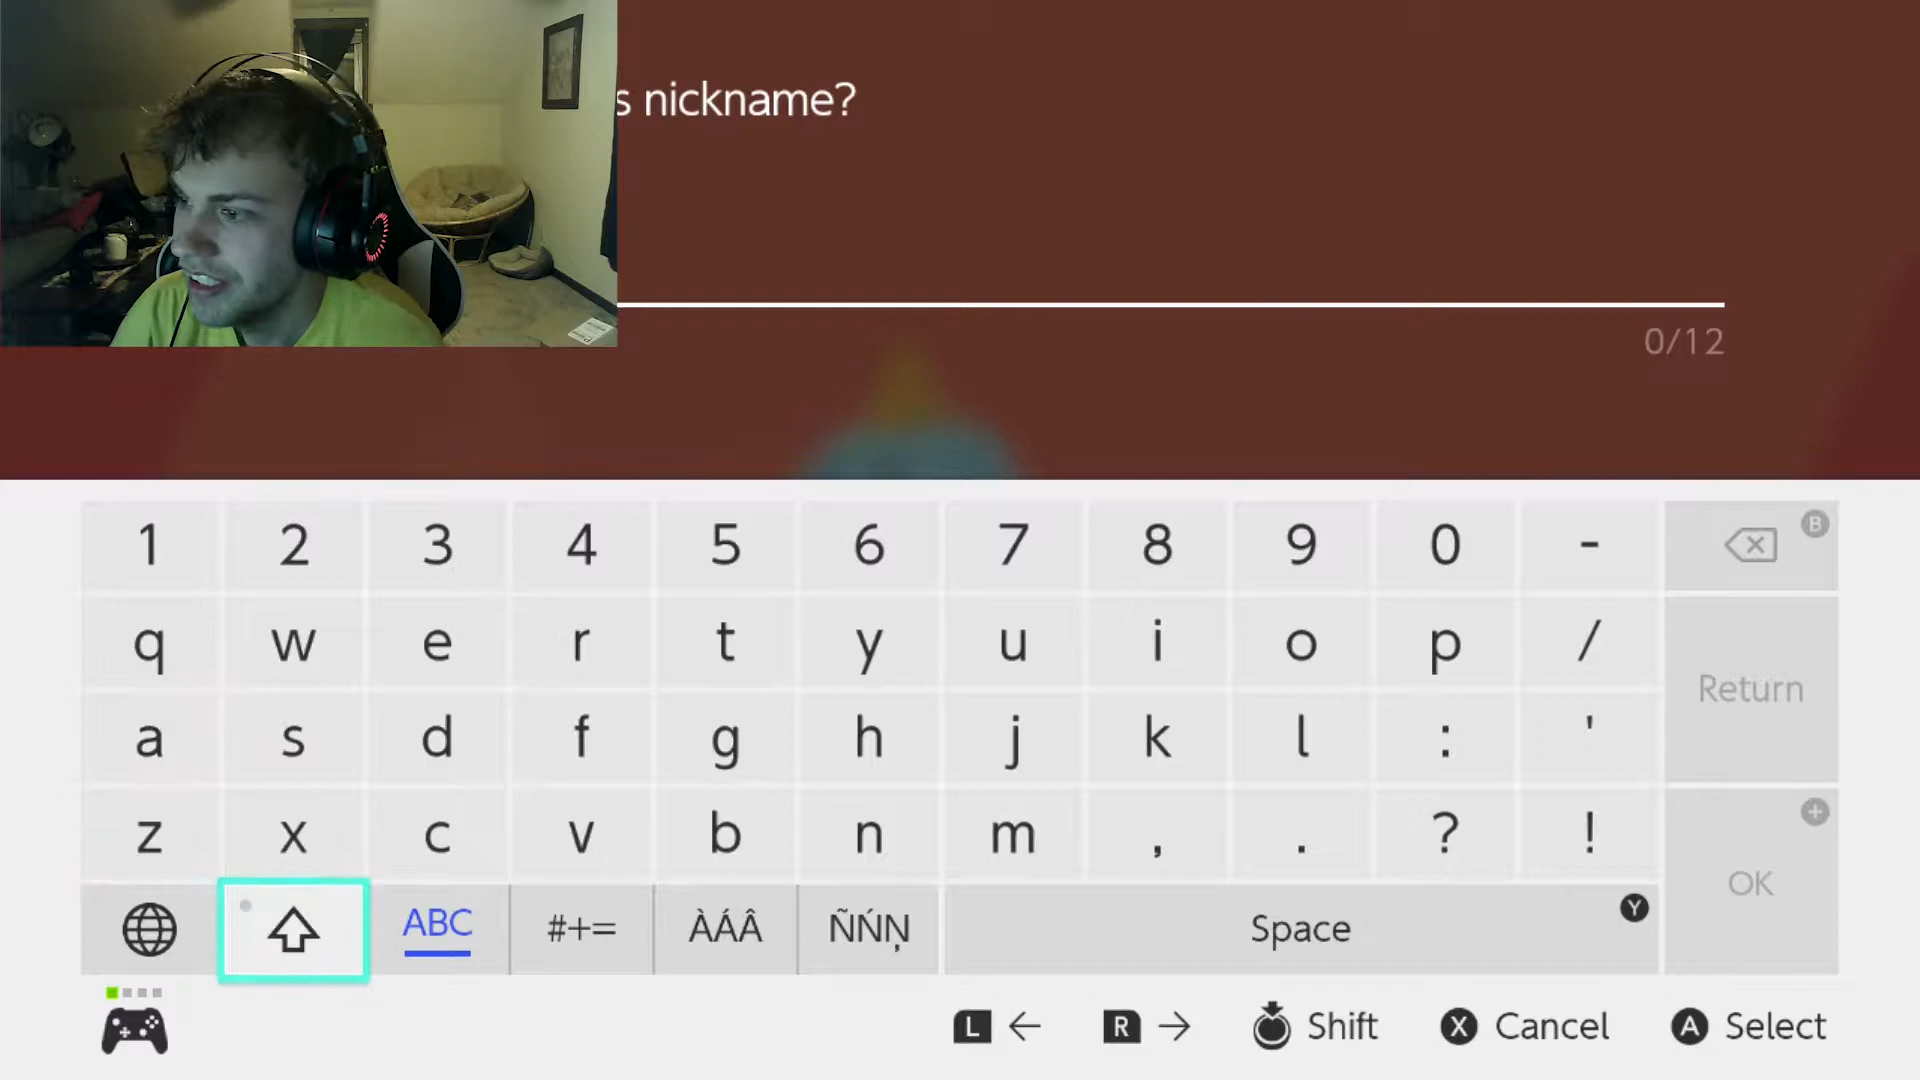 s nickname?
0/12
1 2 3 4 5 6 7 8 9 0 - B
q w e r t y u i o p /
Return
a s d f g h j k l : '
z x c v b n m , . ? ! +
OK
ABC #+= ÀÁÂ ÑŃŅ Space Y
L ← R → Shift X Cancel A Select